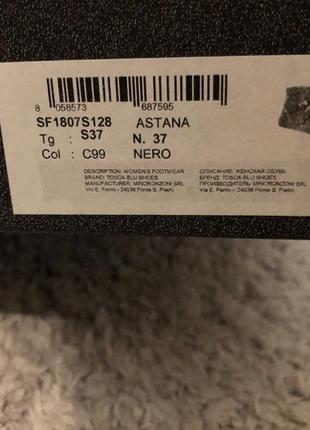 8 058573 687595
SF1807S128 ASTANA
Tg : S37 N. 37
Col : C99 NERO
DESCRIPTION: WOMEN'S FOOTWEAR
BRAND: TOSCA BLU SHOES
MANUFACTURER: MINORONZONI SRL
Via E. Fermi - 24036 Ponte S. Pietro
ОПИСАНИЕ: ЖЕНСКАЯ ОБУВЬ
БРЕНД: TOSCA BLU SHOES
ПРОИЗВОДИТЕЛЬ: MINORONZONI SRL
Via E. Fermi - 24036 Ponte S. Pietro